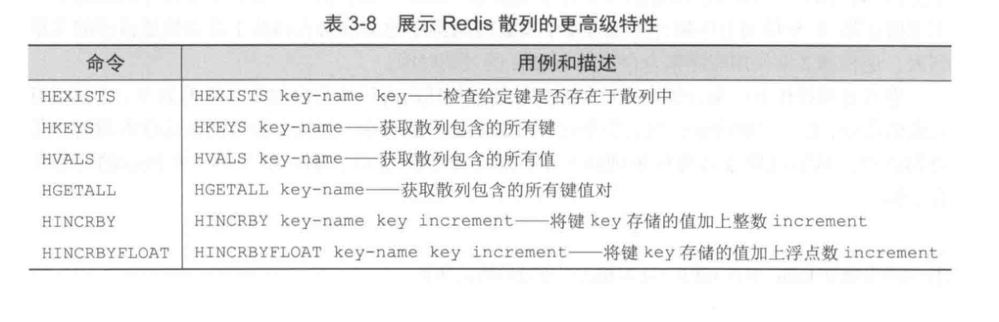 表 3-8 展示 Redis 散列的更高级特性
命令 用例和描述
HEXISTS HEXISTS key-name key——检查给定键是否存在于散列中
HKEYS HKEYS key-name——获取散列包含的所有键
HVALS HVALS key-name——获取散列包含的所有值
HGETALL HGETALL key-name——获取散列包含的所有键值对
HINCRBY HINCRBY key-name key increment——将键 key 存储的值加上整数 increment
HINCRBYFLOAT HINCRBYFLOAT key-name key increment——将键 key 存储的值加上浮点数 increment